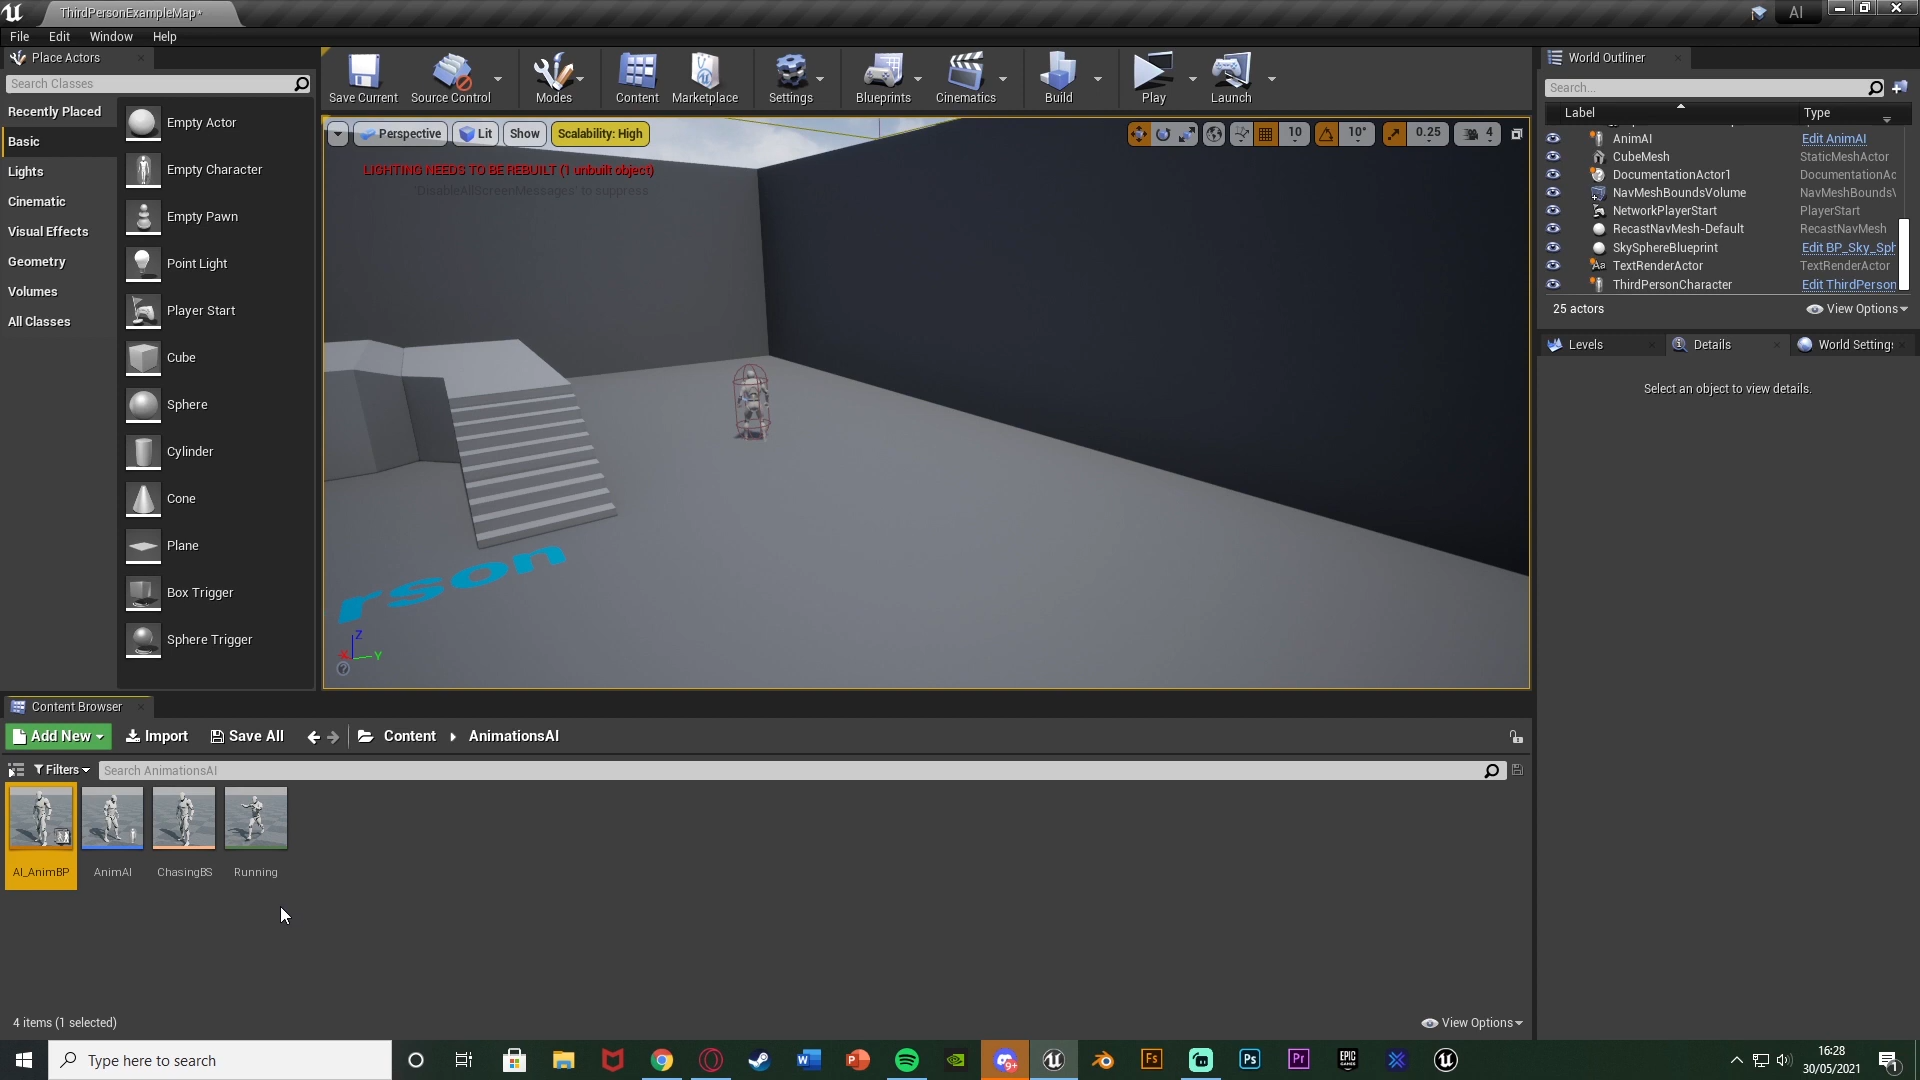 ThirdPersonExampleMap*
AI
File Edit Window Help
Place Actors
Search Classes
Recently Placed
Basic
Lights
Cinematic
Visual Effects
Geometry
Volumes
All Classes
Empty Actor
Empty Character
Empty Pawn
Point Light
Player Start
Cube
Sphere
Cylinder
Cone
Plane
Box Trigger
Sphere Trigger
Save Current Source Control Modes Content Marketplace Settings Blueprints Cinematics Build Play Launch
Perspective Lit Show Scalability: High 10 10° 0.25 4
LIGHTING NEEDS TO BE REBUILT (1 unbuilt object)
'DisableAllScreenMessages' to suppress
rson
Z
X Y
World Outliner
Search...
Label Type
AnimAI Edit AnimAI
CubeMesh StaticMeshActor
DocumentationActor1 DocumentationAc
NavMeshBoundsVolume NavMeshBoundsV
NetworkPlayerStart PlayerStart
RecastNavMesh-Default RecastNavMesh
SkySphereBlueprint Edit BP_Sky_Sph
TextRenderActor TextRenderActor
ThirdPersonCharacter Edit ThirdPerson
25 actors View Options
Levels Details World Settings
Select an object to view details.
Content Browser
Add New Import Save All Content AnimationsAI
Filters Search AnimationsAI
AI_AnimBP AnimAI ChasingBS Running
4 items (1 selected) View Options
Type here to search
9+
16:28
30/05/2021
1